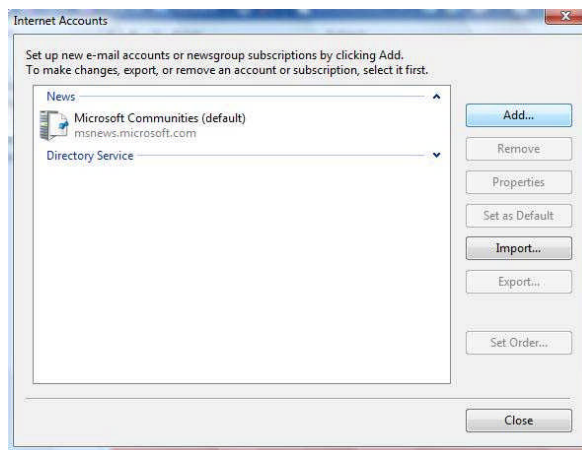 Internet Accounts
Set up new e-mail accounts or newsgroup subscriptions by clicking Add.
To make changes, export, or remove an account or subscription, select it first.
News
Microsoft Communities (default)
msnews.microsoft.com
Directory Service
Add...
Remove
Properties
Set as Default
Import...
Export...
Set Order...
Close